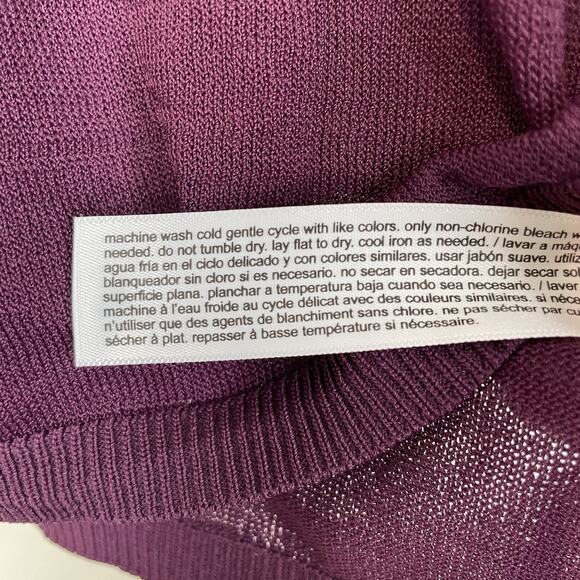 machine wash cold gentle cycle with like colors. only non-chlorine bleach w
needed. do not tumble dry. lay flat to dry. cool iron as needed. / lavar a máq
agua fría en el ciclo delicado y con colores similares. usar jabón suave. utiliz
blanqueador sin cloro si es necesario. no secar en secadora. dejar secar sob
superficie plana. planchar a temperatura baja cuando sea necesario. / laver
machine à l'eau froide au cycle délicat avec des couleurs similaires. si néce
n'utiliser que des agents de blanchiment sans chlore. ne pas sécher par cu
sécher à plat. repasser à basse température si nécessaire.